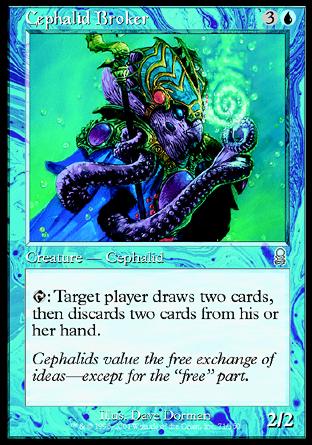 Cephalid Broker 3
Creature — Cephalid
: Target player draws two cards,
then discards two cards from his or
her hand.
Cephalids value the free exchange of
ideas—except for the “free” part.
Illus. Dave Dorman
2/2